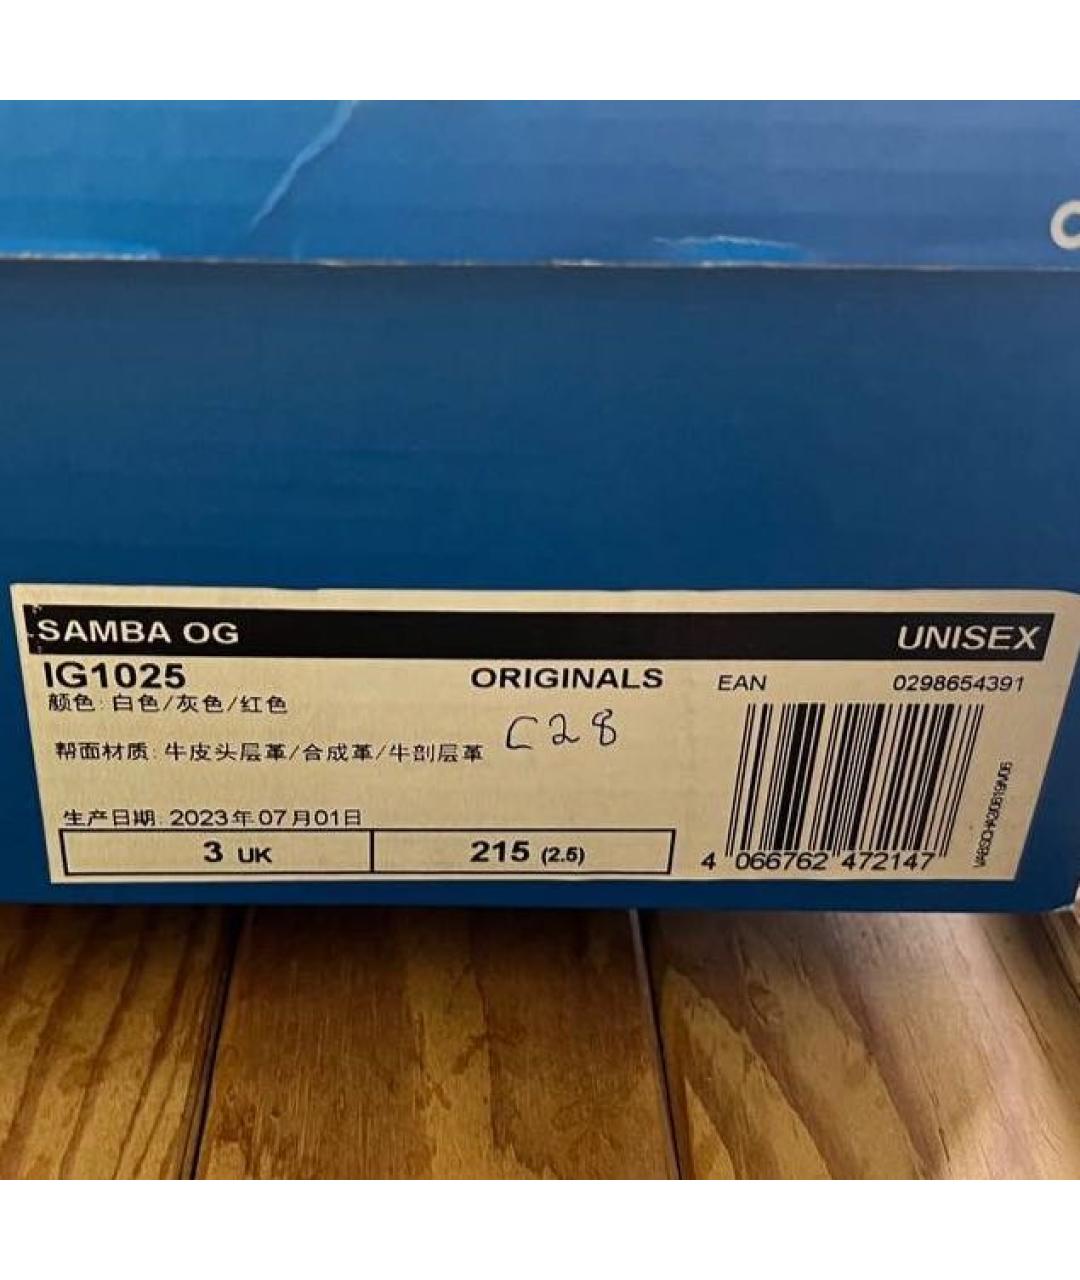 SAMBA OG
UNISEX
IG1025
ORIGINALS
EAN
0298654391
颜色: 白色/灰色/红色
C28
帮面材质: 牛皮头层革/合成革/牛剖层革
生产日期: 2023年07月01日
3 UK
215 (2.5)
4 066762 472147